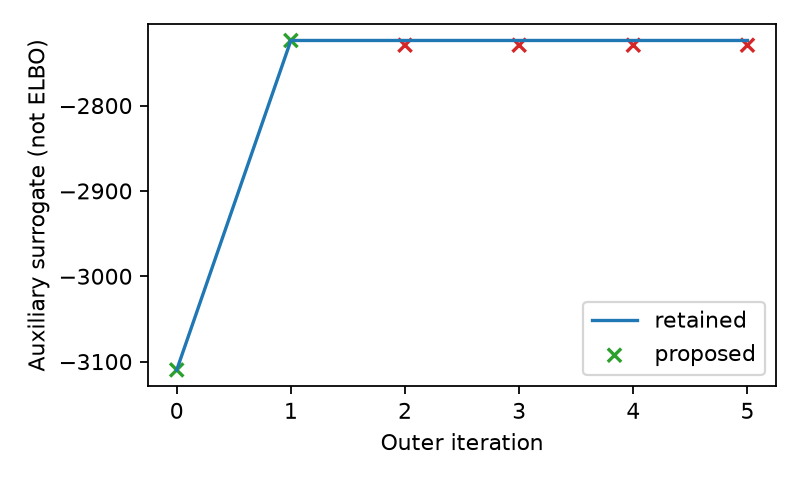 Auxiliary surrogate (not ELBO)
−2800
−2900
−3000
−3100
retained
proposed
0 1 2 3 4 5
Outer iteration